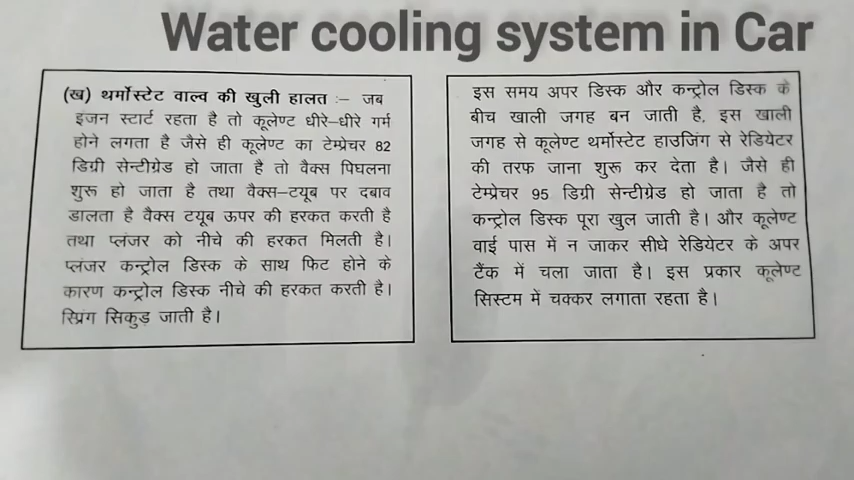 Water cooling system in Car
(ख) थर्मोस्टेट वाल्व की खुली हालत :– जब
इंजन स्टार्ट रहता है तो कूलेण्ट धीरे–धीरे गर्म
होने लगता है जैसे ही कूलेण्ट का टेम्प्रेचर 82
डिग्री सेन्टीग्रेड हो जाता है तो वैक्स पिघलना
शुरू हो जाता है तथा वैक्स–टयूब पर दबाव
डालता है वैक्स टयूब ऊपर की हरकत करती है
तथा प्लंजर को नीचे की हरकत मिलती है।
प्लंजर कन्ट्रोल डिस्क के साथ फिट होने के
कारण कन्ट्रोल डिस्क नीचे की हरकत करती है।
स्प्रिंग सिकुड़ जाती है।
इस समय अपर डिस्क और कन्ट्रोल डिस्क के
बीच खाली जगह बन जाती है, इस खाली
जगह से कूलेण्ट थर्मोस्टेट हाउजिंग से रेडियेटर
की तरफ जाना शुरू कर देता है। जैसे ही
टेम्प्रेचर 95 डिग्री सेन्टीग्रेड हो जाता है तो
कन्ट्रोल डिस्क पूरा खुल जाती है। और कूलेण्ट
वाई पास में न जाकर सीधे रेडियेटर के अपर
टैंक में चला जाता है। इस प्रकार कूलेण्ट
सिस्टम में चक्कर लगाता रहता है।